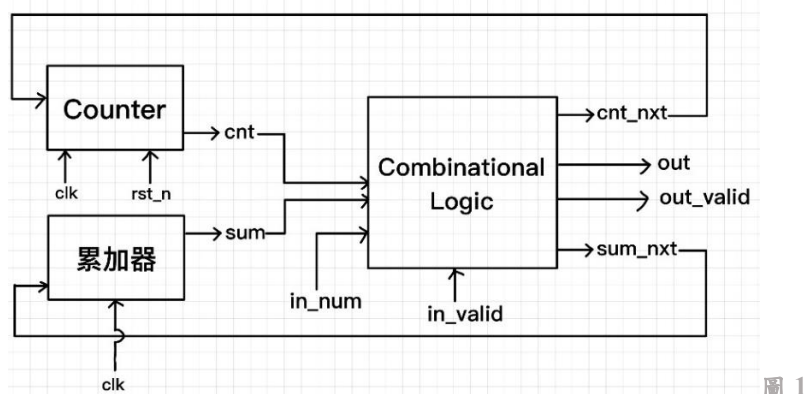 Counter
cnt
clk
rst_n
累加器
sum
clk
in_num
Combinational
Logic
in_valid
cnt_nxt
out
out_valid
sum_nxt
圖 1